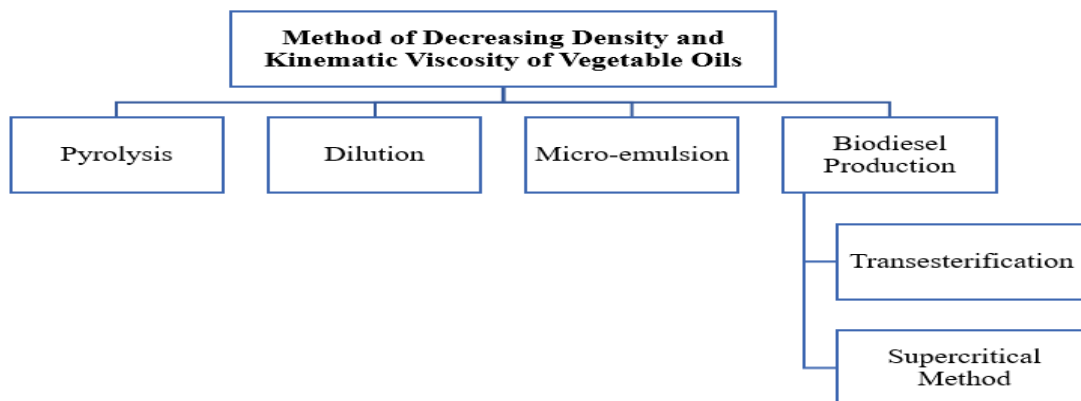 Method of Decreasing Density and
Kinematic Viscosity of Vegetable Oils
Pyrolysis
Dilution
Micro-emulsion
Biodiesel
Production
Transesterification
Supercritical
Method